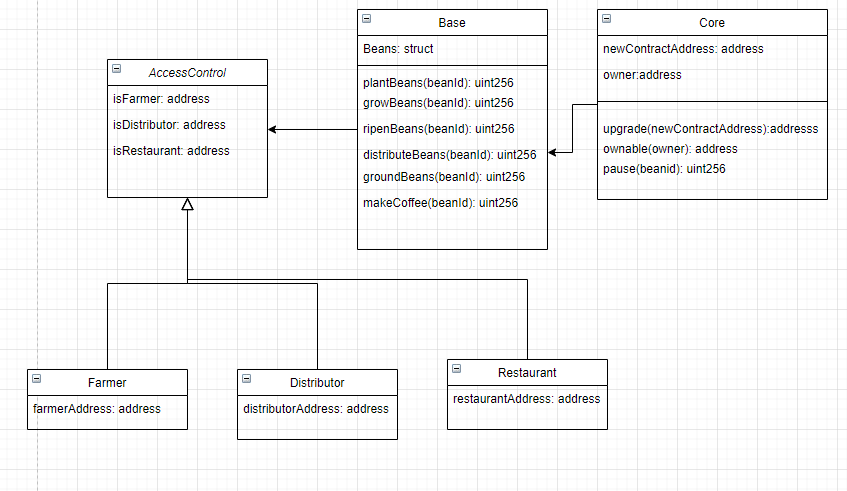 AccessControl
isFarmer: address
isDistributor: address
isRestaurant: address
Base
Beans: struct
plantBeans(beanId): uint256
growBeans(beanId): uint256
ripenBeans(beanId): uint256
distributeBeans(beanId): uint256
groundBeans(beanId): uint256
makeCoffee(beanId): uint256
Core
newContractAddress: address
owner:address
upgrade(newContractAddress):addresss
ownable(owner): address
pause(beanid): uint256
Farmer
farmerAddress: address
Distributor
distributorAddress: address
Restaurant
restaurantAddress: address